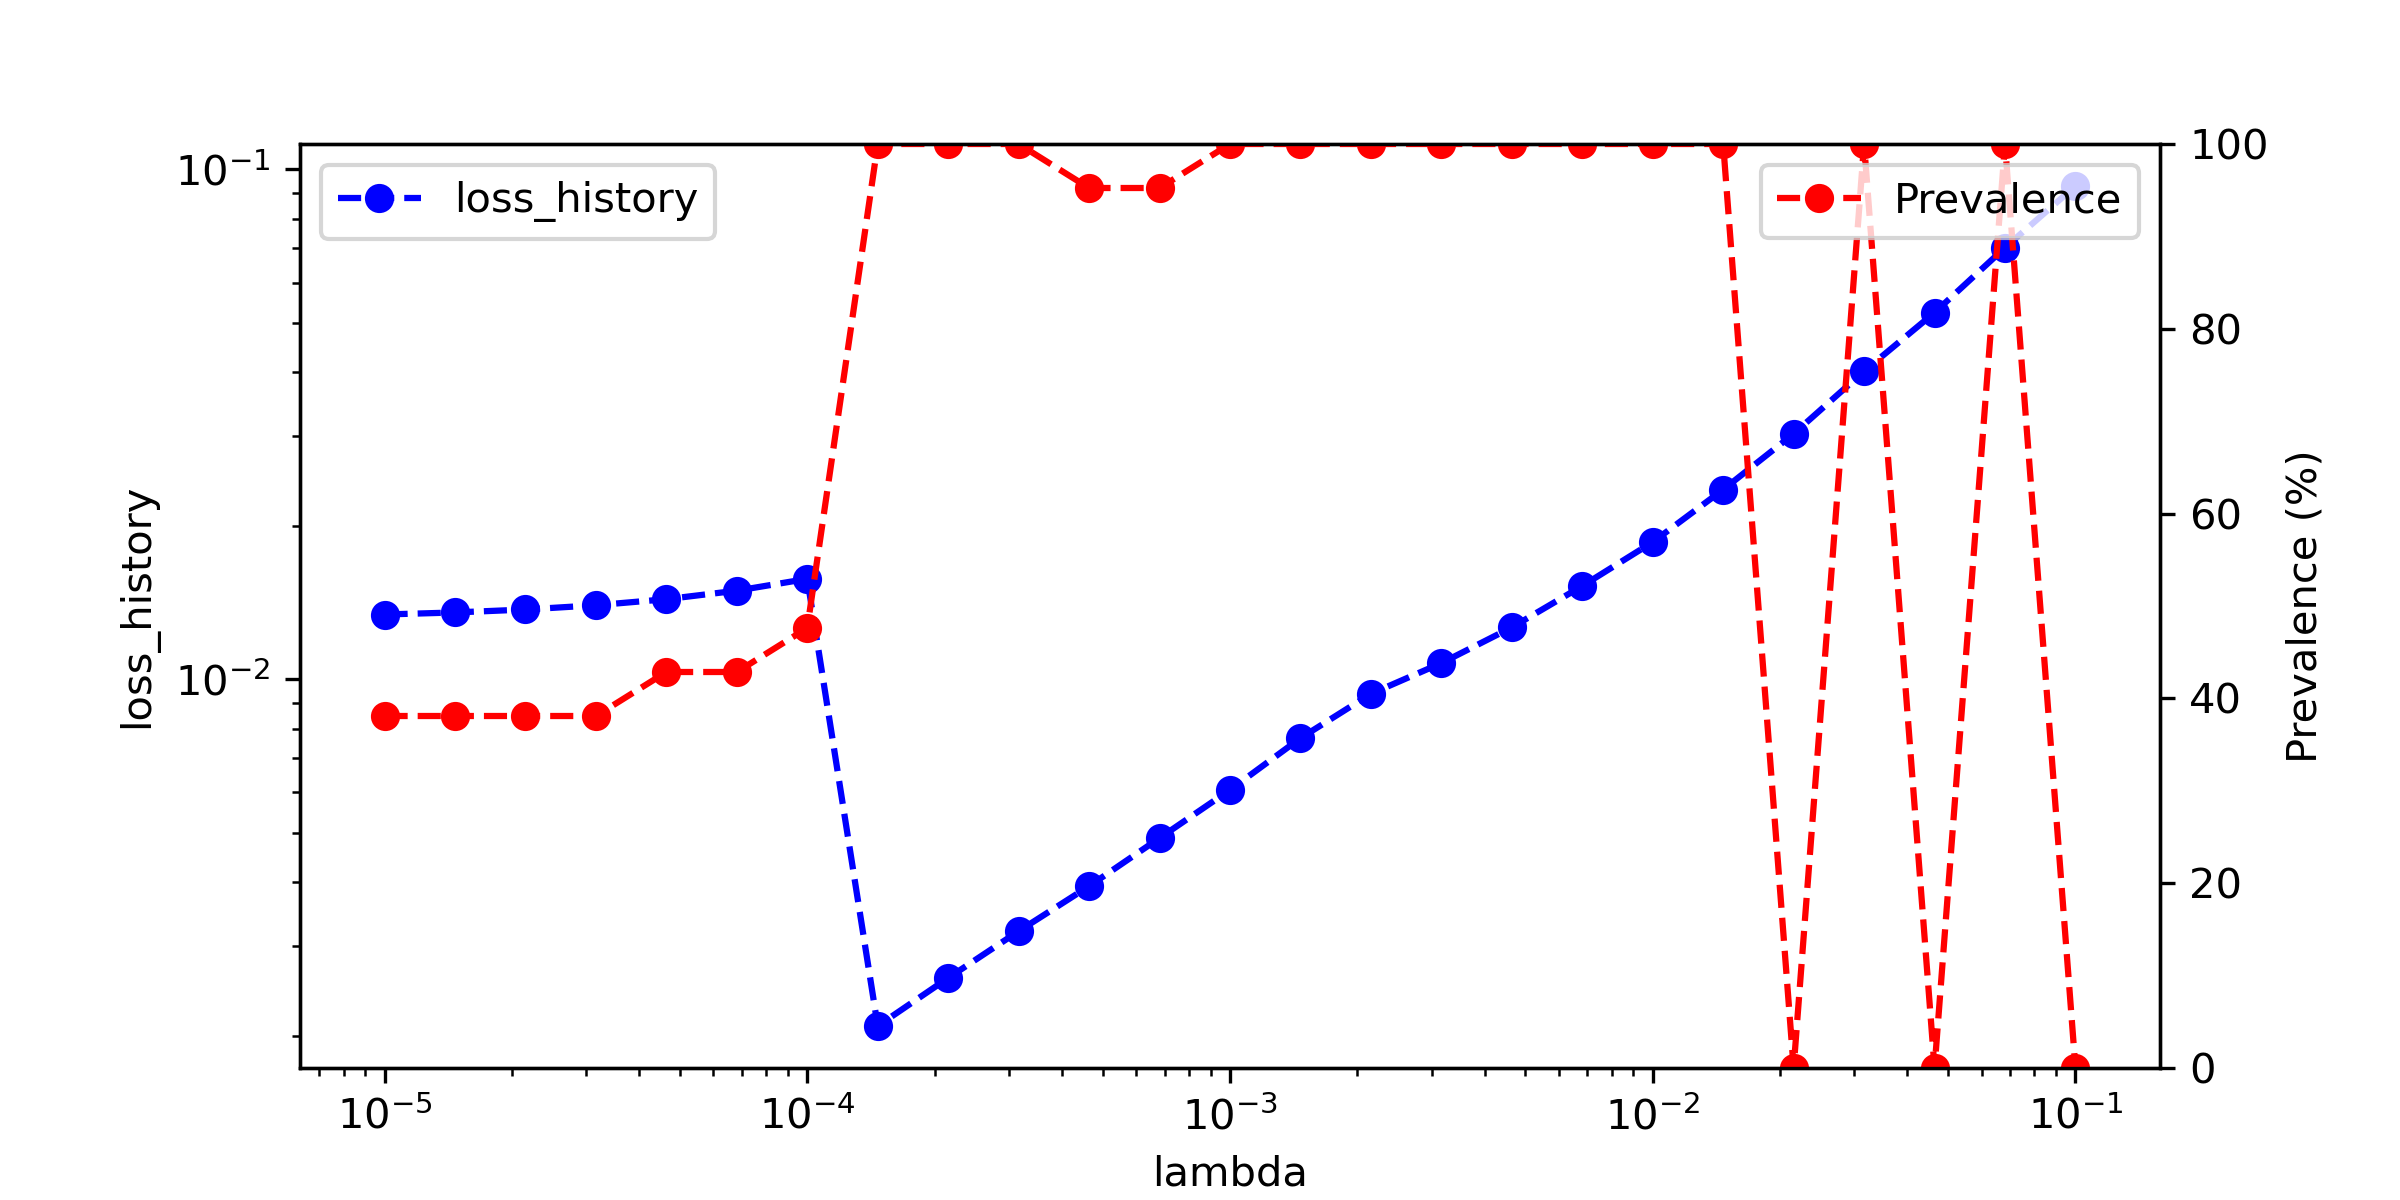 loss_history
Prevalence
10⁻¹
10⁻²
loss_history
100
80
60
40
20
0
Prevalence (%)
10⁻⁵
10⁻⁴
10⁻³
10⁻²
10⁻¹
lambda